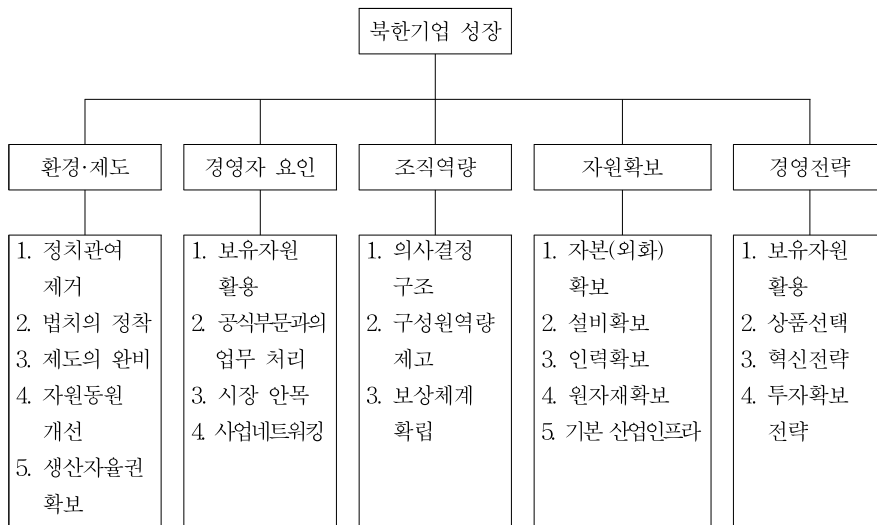 북한기업 성장
환경·제도
경영자 요인
조직역량
자원확보
경영전략
1. 정치관여
제거
2. 법치의 정착
3. 제도의 완비
4. 자원동원
개선
5. 생산자율권
확보
1. 보유자원
활용
2. 공식부문과의
업무 처리
3. 시장 안목
4. 사업네트워킹
1. 의사결정
구조
2. 구성원역량
제고
3. 보상체계
확립
1. 자본(외화)
확보
2. 설비확보
3. 인력확보
4. 원자재확보
5. 기본 산업인프라
1. 보유자원
활용
2. 상품선택
3. 혁신전략
4. 투자확보
전략